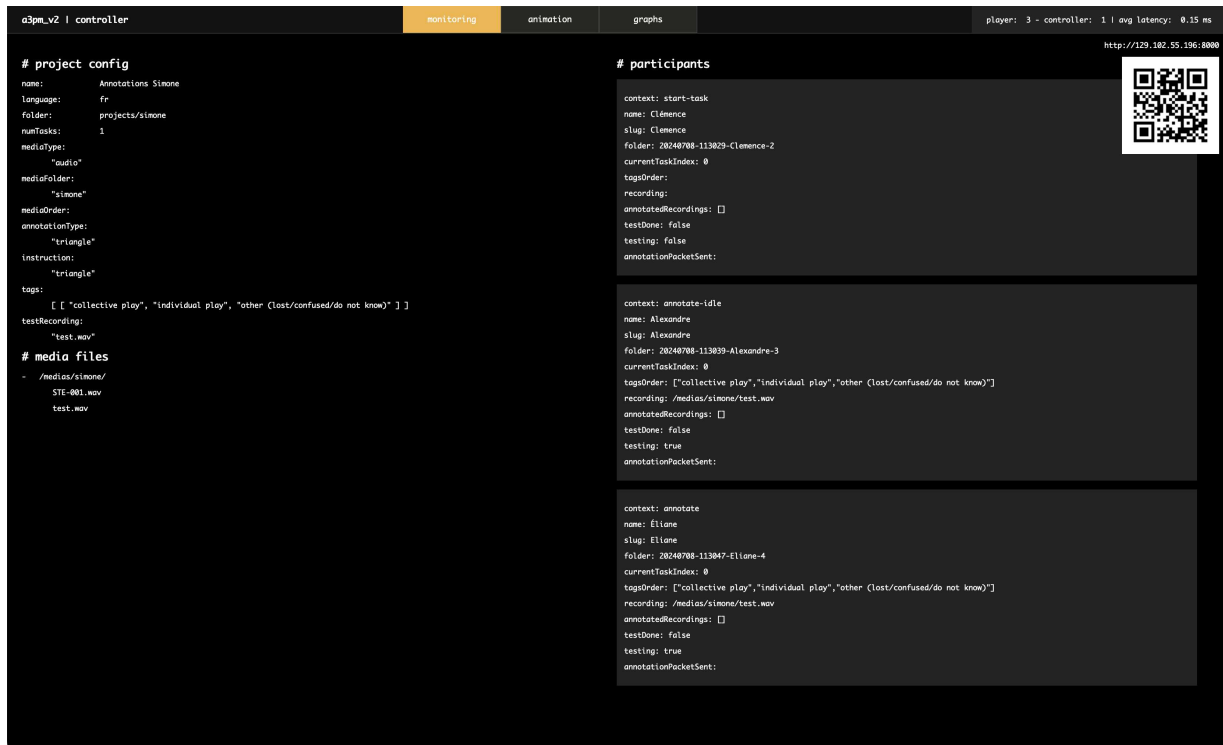 a3pm_v2 | controller
monitoring
animation
graphs
player: 3 - controller: 1 | avg latency: 0.15 ms
http://129.102.55.196:8000
# project config
name: Annotations Simone
language: fr
folder: projects/simone
numTasks: 1
mediaType:
"audio"
mediaFolder:
"simone"
mediaOrder:
annotationType:
"triangle"
instruction:
"triangle"
tags:
[ [ "collective play", "individual play", "other (lost/confused/do not know)" ] ]
testRecording:
"test.wav"
# media files
- /medias/simone/
STE-001.wav
test.wav
# participants
context: start-task
name: Clémence
slug: Clemence
folder: 20240708-113029-Clemence-2
currentTaskIndex: 0
tagsOrder:
recording:
annotatedRecordings: []
testDone: false
testing: false
annotationPacketSent:
context: annotate-idle
name: Alexandre
slug: Alexandre
folder: 20240708-113039-Alexandre-3
currentTaskIndex: 0
tagsOrder: ["collective play","individual play","other (lost/confused/do not know)"]
recording: /medias/simone/test.wav
annotatedRecordings: []
testDone: false
testing: true
annotationPacketSent:
context: annotate
name: Éliane
slug: Eliane
folder: 20240708-113047-Eliane-4
currentTaskIndex: 0
tagsOrder: ["collective play","individual play","other (lost/confused/do not know)"]
recording: /medias/simone/test.wav
annotatedRecordings: []
testDone: false
testing: true
annotationPacketSent: